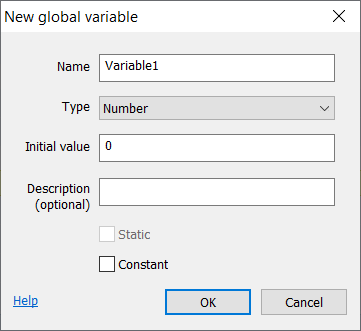 New global variable
Name Variable1
Type Number
Initial value 0
Description
(optional)
Static
Constant
Help OK Cancel